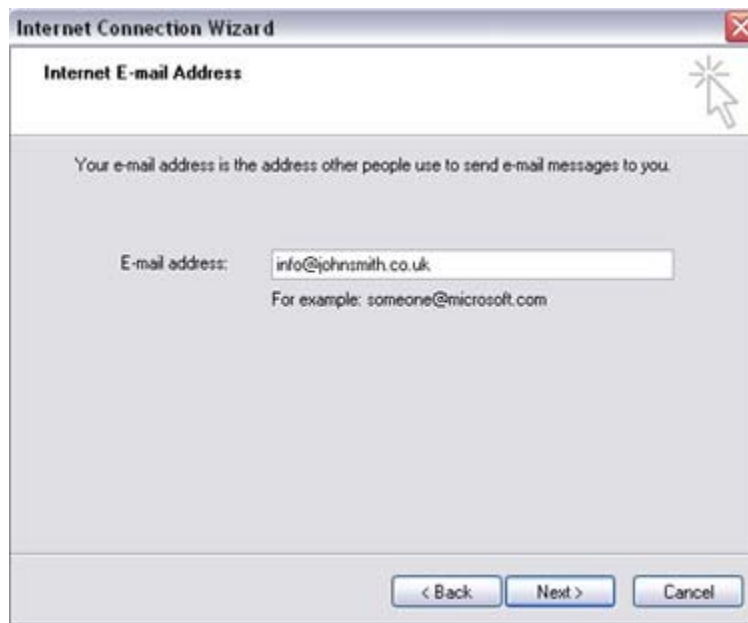 Internet Connection Wizard
Internet E-mail Address
Your e-mail address is the address other people use to send e-mail messages to you.
E-mail address: info@johnsmith.co.uk
For example: someone@microsoft.com
< Back Next > Cancel